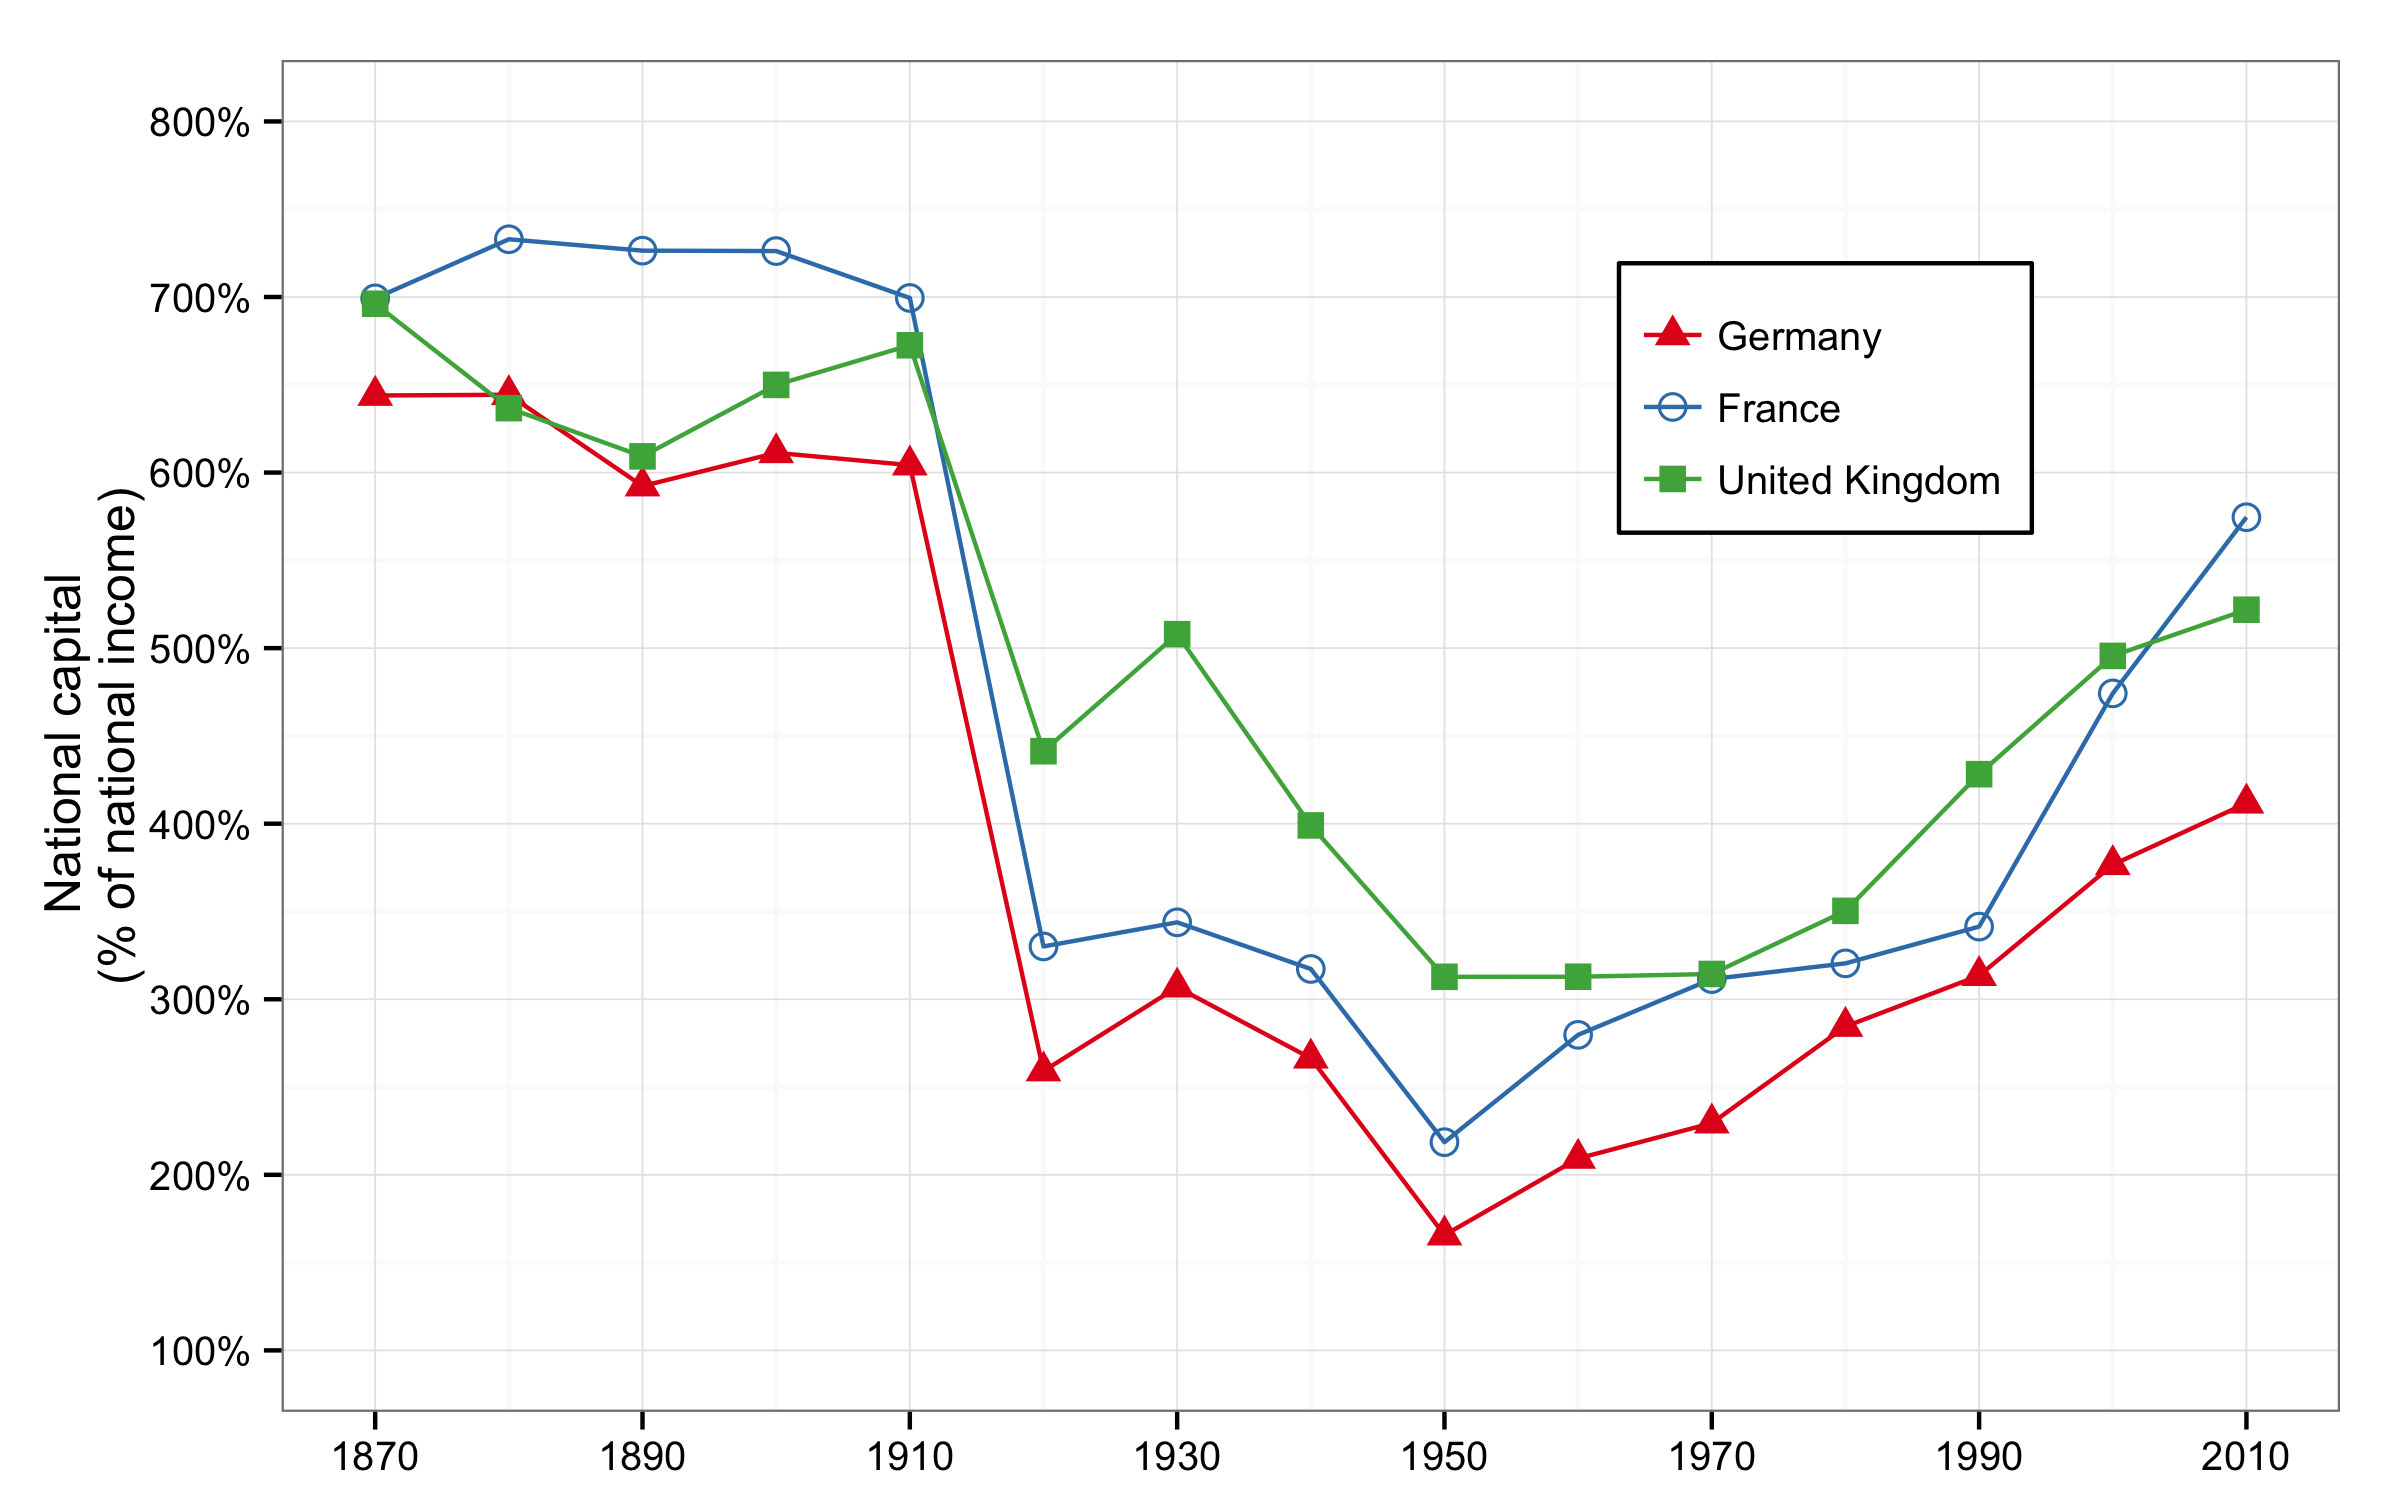 National capital
(% of national income)
800%
700%
600%
500%
400%
300%
200%
100%
Germany
France
United Kingdom
1870 1890 1910 1930 1950 1970 1990 2010